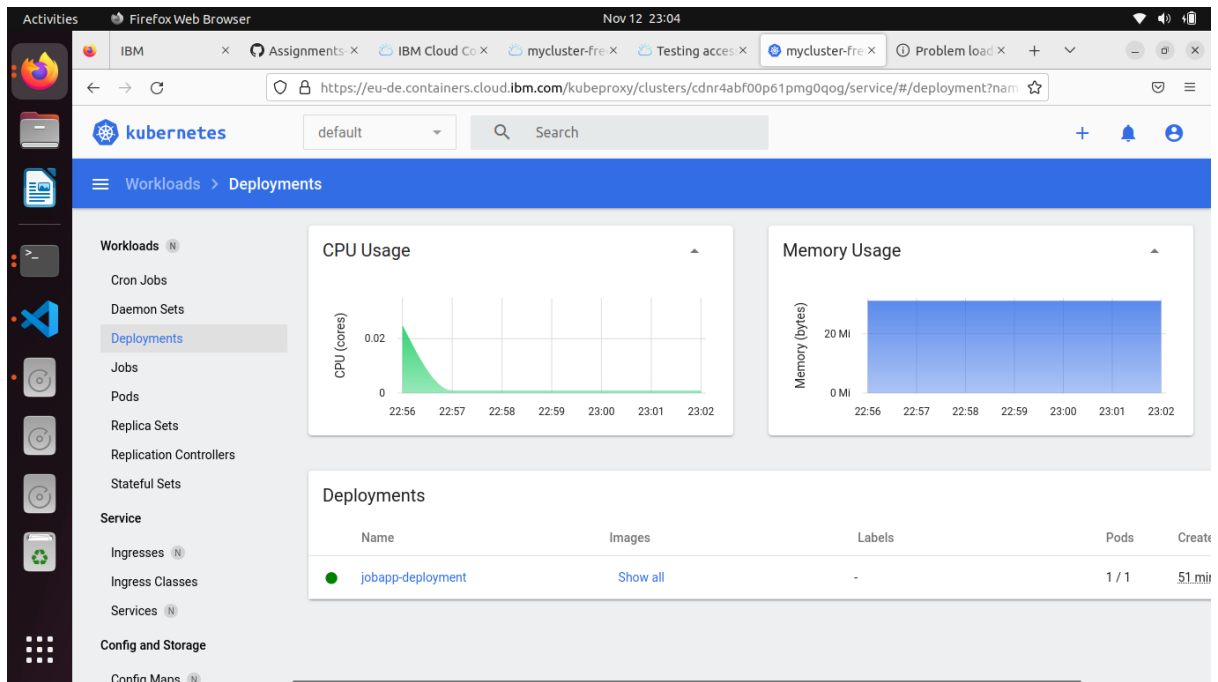 Activities Firefox Web Browser Nov 12 23:04
IBM Assignments- IBM Cloud Co mycluster-fre Testing acces mycluster-fre Problem load
https://eu-de.containers.cloud.ibm.com/kubeproxy/clusters/cdnr4abf00p61pmg0qog/service/#/deployment?nam
kubernetes default Search
Workloads > Deployments
Workloads N
Cron Jobs
Daemon Sets
Deployments
Jobs
Pods
Replica Sets
Replication Controllers
Stateful Sets
Service
Ingresses N
Ingress Classes
Services N
Config and Storage
Config Maps N
CPU Usage
CPU (cores)
0.02
0
22:56 22:57 22:58 22:59 23:00 23:01 23:02
Memory Usage
Memory (bytes)
20 Mi
0 Mi
22:56 22:57 22:58 22:59 23:00 23:01 23:02
Deployments
Name Images Labels Pods Create
jobapp-deployment Show all - 1 / 1 51 mi